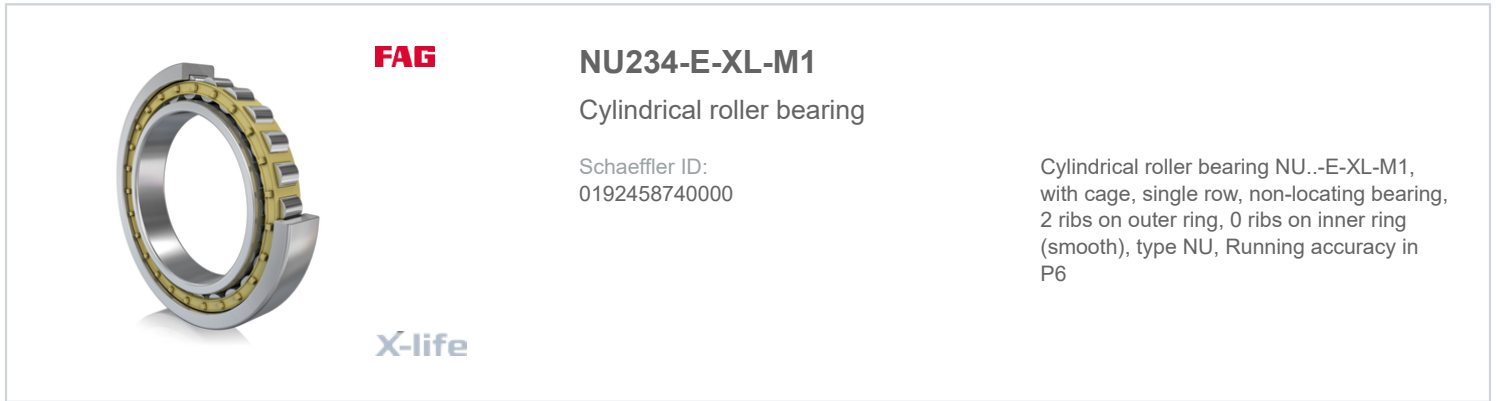 FAG
NU234-E-XL-M1
Cylindrical roller bearing
Schaeffler ID:
0192458740000
Cylindrical roller bearing NU..-E-XL-M1,
with cage, single row, non-locating bearing,
2 ribs on outer ring, 0 ribs on inner ring
(smooth), type NU, Running accuracy in
P6
X-life